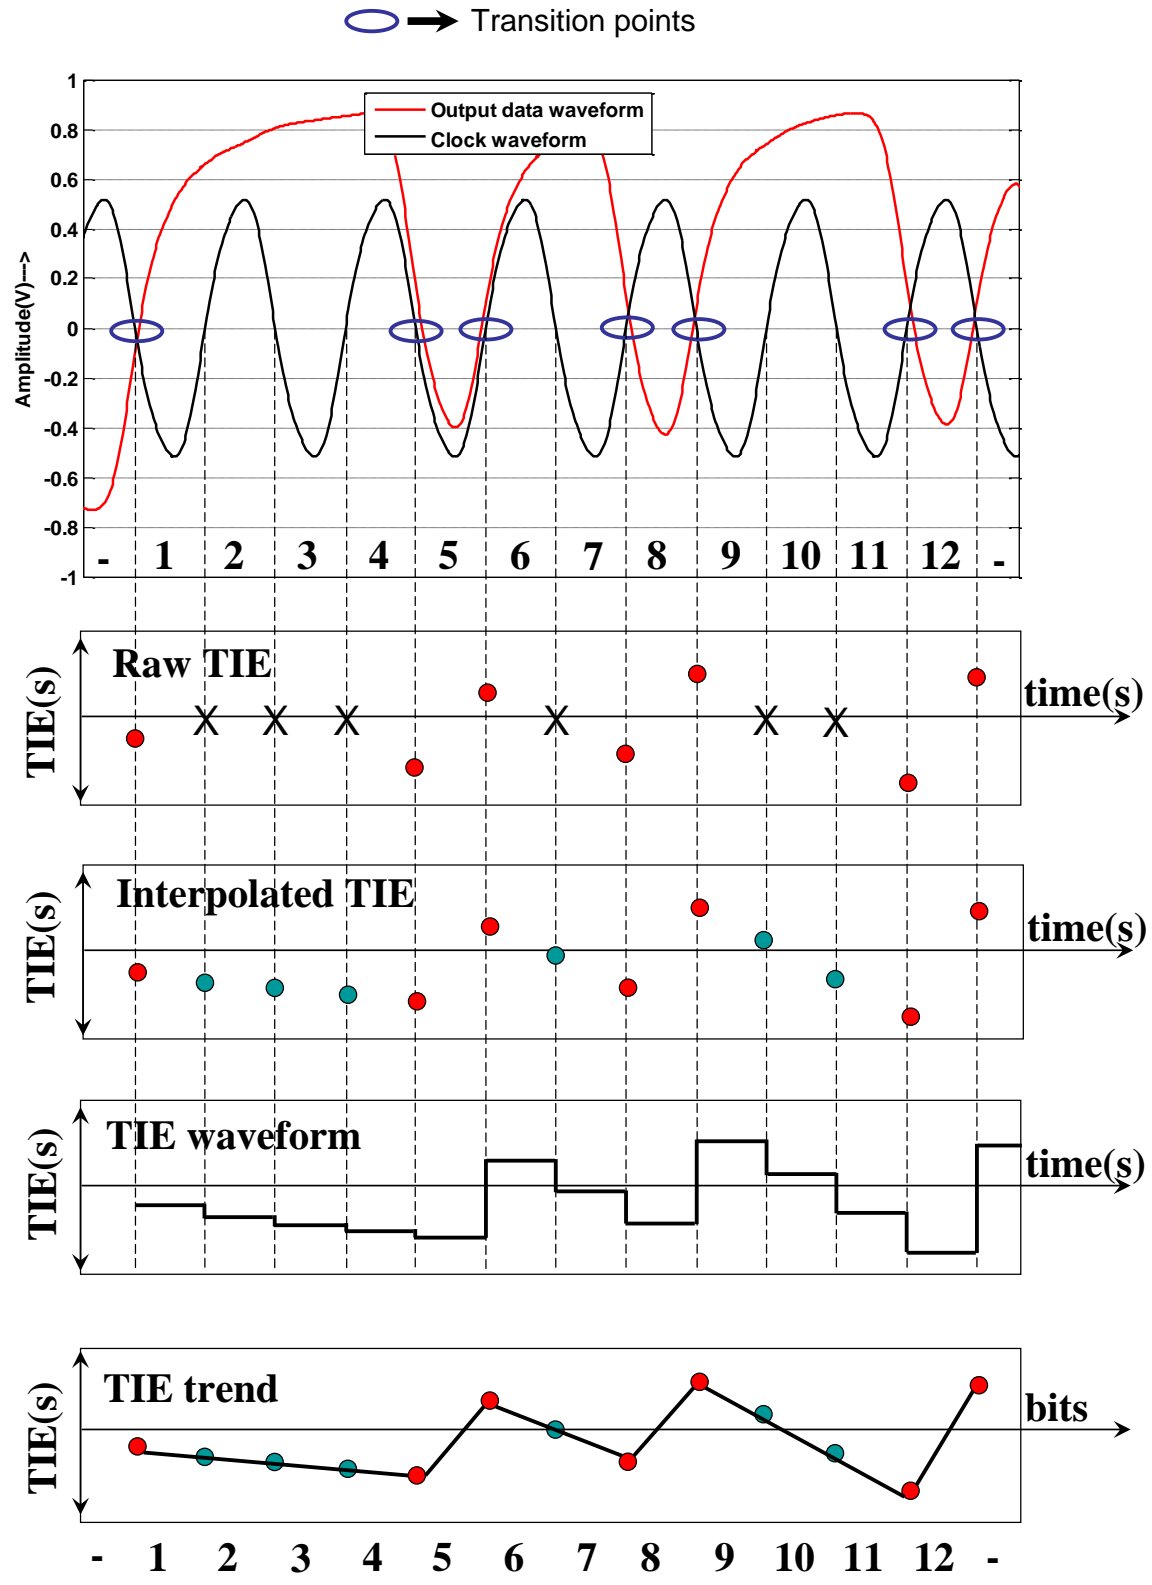 Transition points
1
0.8
0.6
0.4
0.2
0
-0.2
-0.4
-0.6
-0.8
-1
Amplitude(V)--->
Output data waveform
Clock waveform
- 1 2 3 4 5 6 7 8 9 10 11 12 -
TIE(s)
Raw TIE
X X X X X X
time(s)
TIE(s)
Interpolated TIE
time(s)
TIE(s)
TIE waveform
time(s)
TIE(s)
TIE trend
bits
- 1 2 3 4 5 6 7 8 9 10 11 12 -